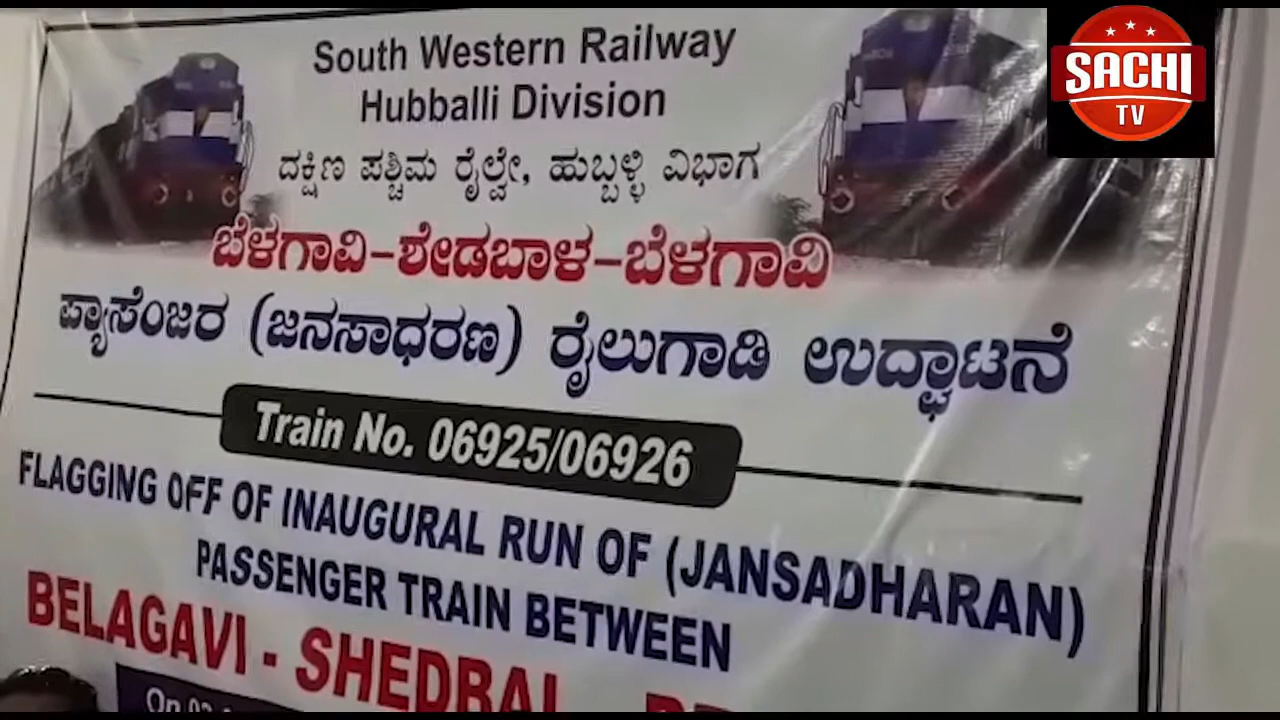 South Western Railway
Hubballi Division
ದಕ್ಷಿಣ ಪಶ್ಚಿಮ ರೈಲ್ವೇ, ಹುಬ್ಬಳ್ಳಿ ವಿಭಾಗ
ಬೆಳಗಾವಿ-ಶೇಡಬಾಳ-ಬೆಳಗಾವಿ
ಪ್ಯಾಸೆಂಜರ (ಜನಸಾಧರಣ) ರೈಲುಗಾಡಿ ಉದ್ಘಾಟನೆ
Train No. 06925/06926
FLAGGING OFF OF INAUGURAL RUN OF (JANSADHARAN)
PASSENGER TRAIN BETWEEN
BELAGAVI - SHEDBAL -
On
SACHI
TV